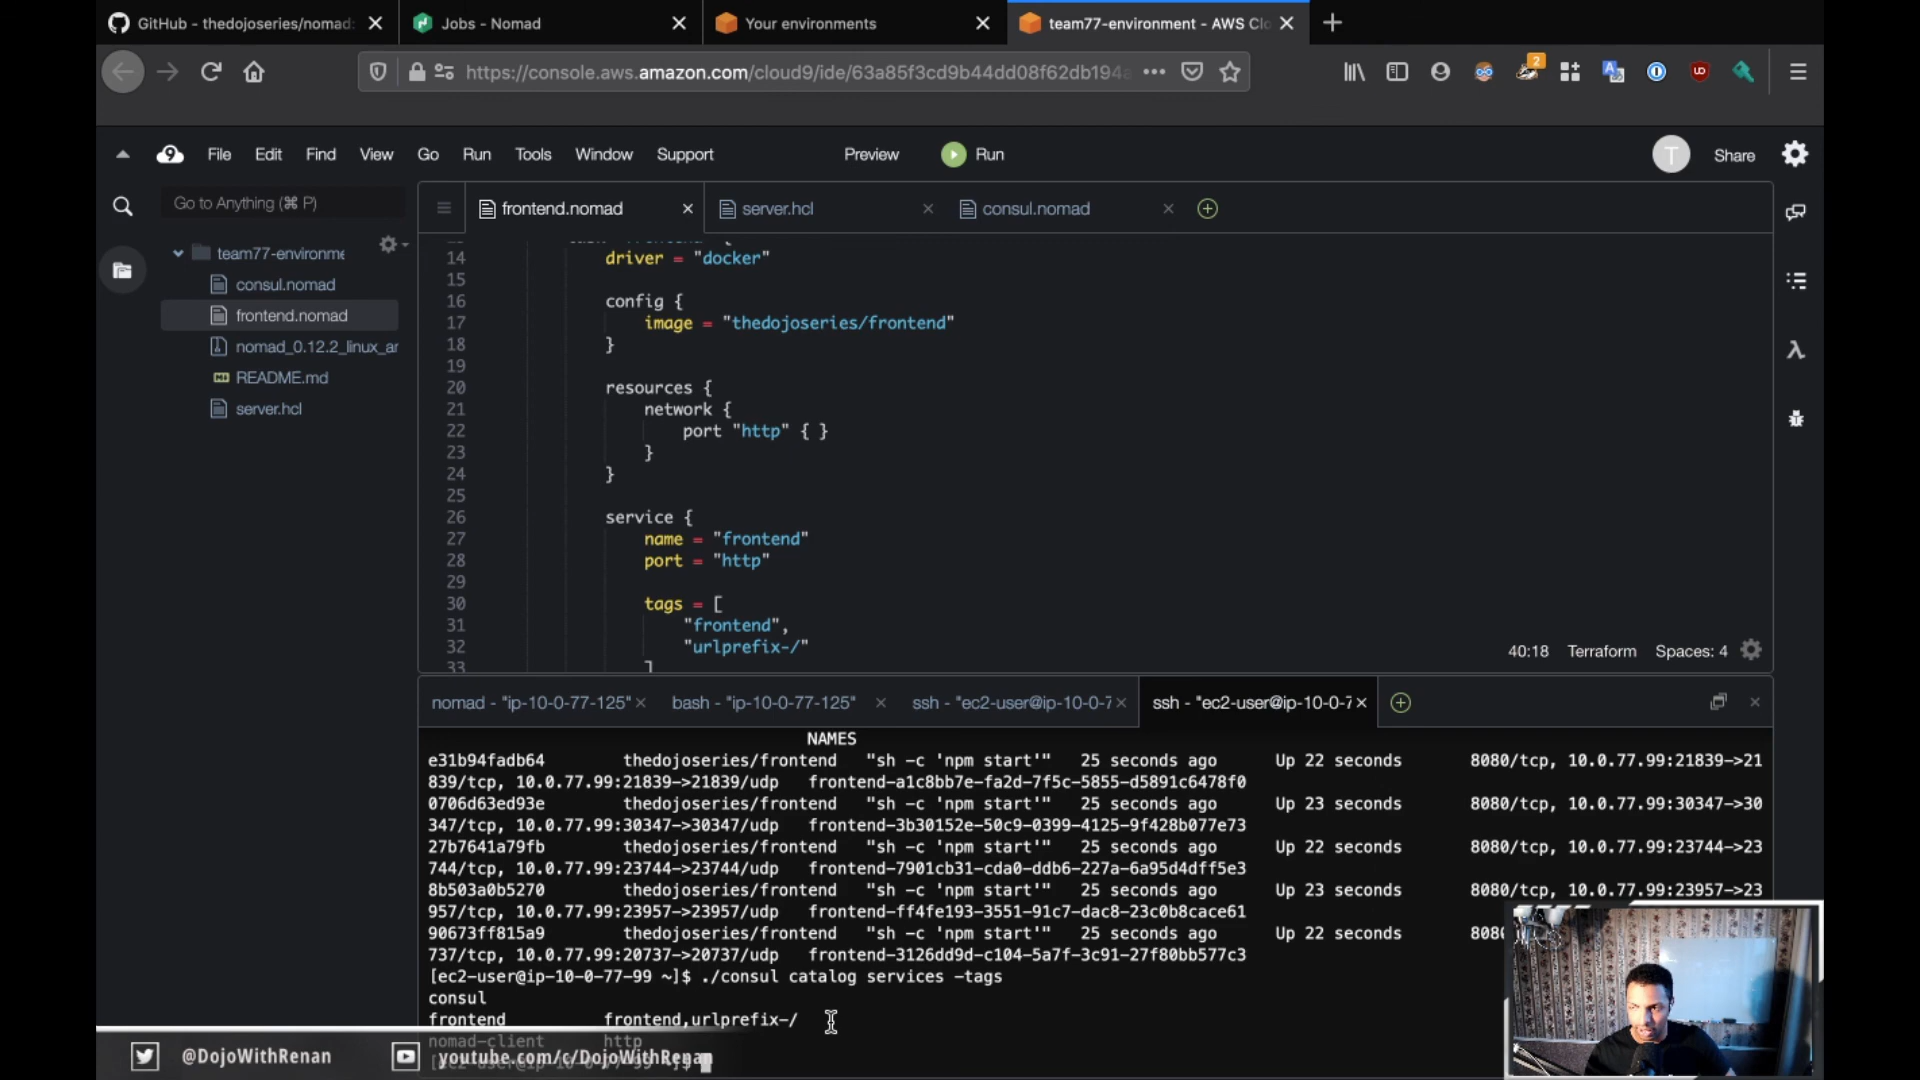 GitHub - thedojoseries/nomad:
Jobs - Nomad
Your environments
team77-environment - AWS Clo
https://console.aws.amazon.com/cloud9/ide/63a85f3cd9b44dd08f62db194a
2
9 File Edit Find View Go Run Tools Window Support Preview Run
T Share
Go to Anything (⌘ P)
frontend.nomad
server.hcl
consul.nomad
team77-environme
consul.nomad
frontend.nomad
nomad_0.12.2_linux_ar
README.md
server.hcl
14 driver = "docker"
15
16 config {
17 image = "thedojoseries/frontend"
18 }
19
20 resources {
21 network {
22 port "http" { }
23 }
24 }
25
26 service {
27 name = "frontend"
28 port = "http"
29
30 tags = [
31 "frontend",
32 "urlprefix-/"
33 ]
40:18 Terraform Spaces: 4
nomad - "ip-10-0-77-125"
bash - "ip-10-0-77-125"
ssh - "ec2-user@ip-10-0-7
ssh - "ec2-user@ip-10-0-7
NAMES
e31b94fadb64 thedojoseries/frontend "sh -c 'npm start'" 25 seconds ago Up 22 seconds 8080/tcp, 10.0.77.99:21839->21
839/tcp, 10.0.77.99:21839->21839/udp frontend-a1c8bb7e-fa2d-7f5c-5855-d5891c6478f0
0706d63ed93e thedojoseries/frontend "sh -c 'npm start'" 25 seconds ago Up 23 seconds 8080/tcp, 10.0.77.99:30347->30
347/tcp, 10.0.77.99:30347->30347/udp frontend-3b30152e-50c9-0399-4125-9f428b077e73
27b7641a79fb thedojoseries/frontend "sh -c 'npm start'" 25 seconds ago Up 22 seconds 8080/tcp, 10.0.77.99:23744->23
744/tcp, 10.0.77.99:23744->23744/udp frontend-7901cb31-cda0-ddb6-227a-6a95d4dff5e3
8b503a0b5270 thedojoseries/frontend "sh -c 'npm start'" 25 seconds ago Up 23 seconds 8080/tcp, 10.0.77.99:23957->23
957/tcp, 10.0.77.99:23957->23957/udp frontend-ff4fe193-3551-91c7-dac8-23c0b8cace61
90673ff815a9 thedojoseries/frontend "sh -c 'npm start'" 25 seconds ago Up 22 seconds 808
737/tcp, 10.0.77.99:20737->20737/udp frontend-3126dd9d-c104-5a7f-3c91-27f80bb577c3
[ec2-user@ip-10-0-77-99 ~]$ ./consul catalog services -tags
consul
frontend frontend,urlprefix-/
nomad-client http
[ec2-user@ip-10-0-77-99 ~]$
@DojoWithRenan
youtube.com/c/DojoWithRenan